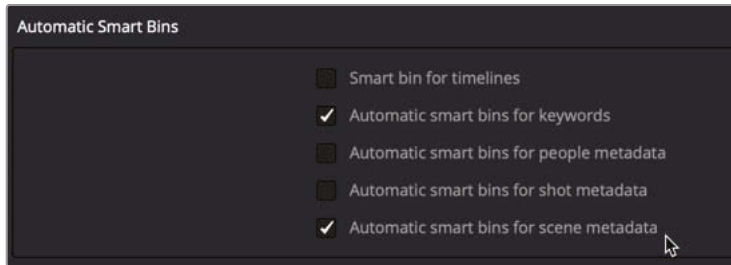 Automatic Smart Bins
Smart bin for timelines
Automatic smart bins for keywords
Automatic smart bins for people metadata
Automatic smart bins for shot metadata
Automatic smart bins for scene metadata